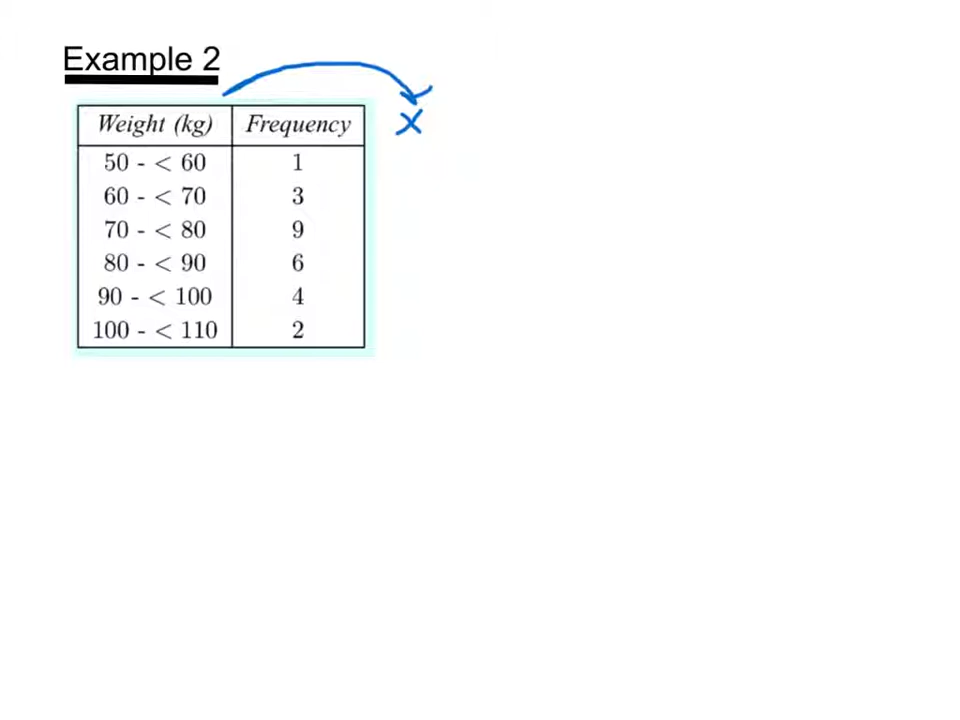 Example 2
Weight (kg) Frequency x
50 - < 60 1
60 - < 70 3
70 - < 80 9
80 - < 90 6
90 - < 100 4
100 - < 110 2